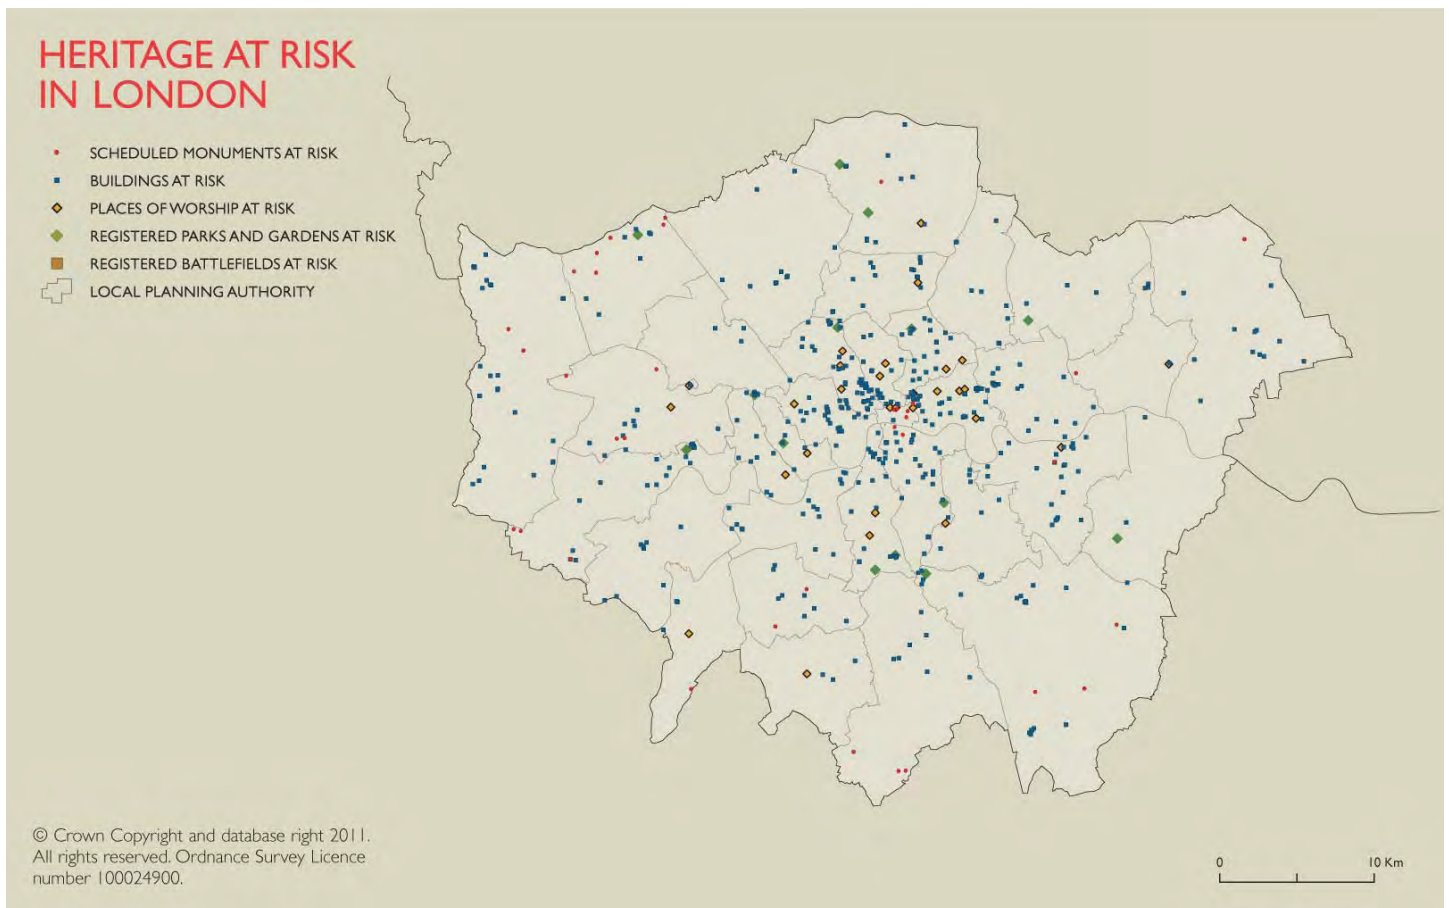 HERITAGE AT RISK
IN LONDON
SCHEDULED MONUMENTS AT RISK
BUILDINGS AT RISK
PLACES OF WORSHIP AT RISK
REGISTERED PARKS AND GARDENS AT RISK
REGISTERED BATTLEFIELDS AT RISK
LOCAL PLANNING AUTHORITY
© Crown Copyright and database right 2011.
All rights reserved. Ordnance Survey Licence
number 100024900.
0 10 Km